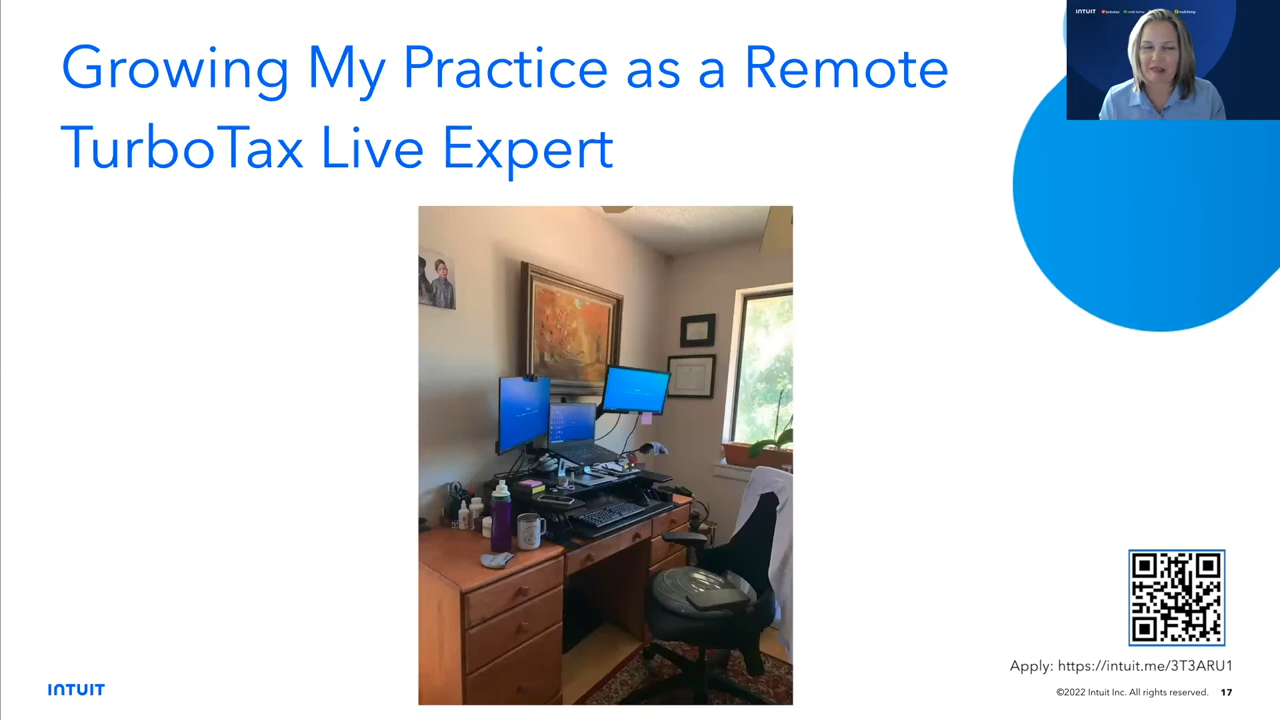 Growing My Practice as a Remote
TurboTax Live Expert
INTUIT
Apply: https://intuit.me/3T3ARU1
INTUIT
©2022 Intuit Inc. All rights reserved. 17